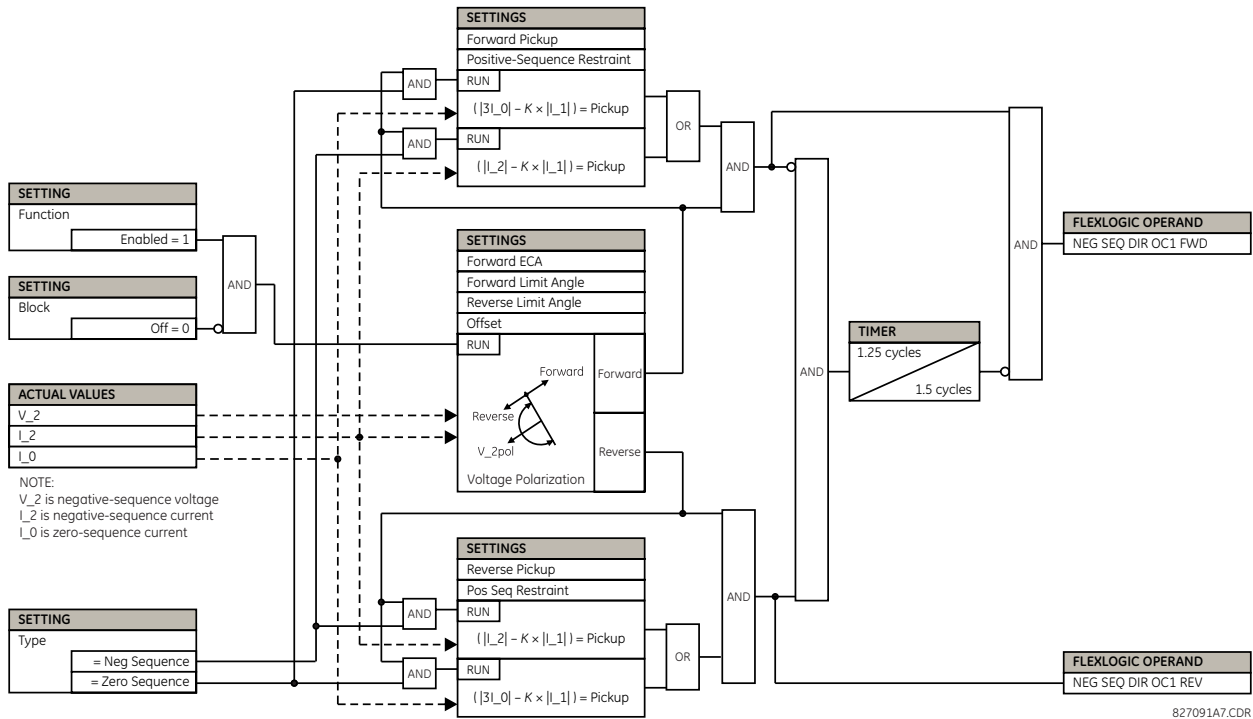 SETTINGS
Forward Pickup
Positive-Sequence Restraint
AND
RUN
( |3I_0| – K × |I_1| ) = Pickup
OR
AND
RUN
( |I_2| – K × |I_1| ) = Pickup
AND
SETTING
Function
Enabled = 1
AND
SETTING
Block
Off = 0
SETTINGS
Forward ECA
Forward Limit Angle
Reverse Limit Angle
Offset
RUN
Forward
Forward
Reverse
V_2pol
Reverse
Voltage Polarization
FLEXLOGIC OPERAND
NEG SEQ DIR OC1 FWD
AND
TIMER
1.25 cycles
1.5 cycles
AND
ACTUAL VALUES
V_2
I_2
I_0
NOTE:
V_2 is negative-sequence voltage
I_2 is negative-sequence current
I_0 is zero-sequence current
SETTINGS
Reverse Pickup
Pos Seq Restraint
AND
RUN
( |I_2| – K × |I_1| ) = Pickup
OR
AND
RUN
( |3I_0| – K × |I_1| ) = Pickup
AND
SETTING
Type
= Neg Sequence
= Zero Sequence
FLEXLOGIC OPERAND
NEG SEQ DIR OC1 REV
827091A7.CDR